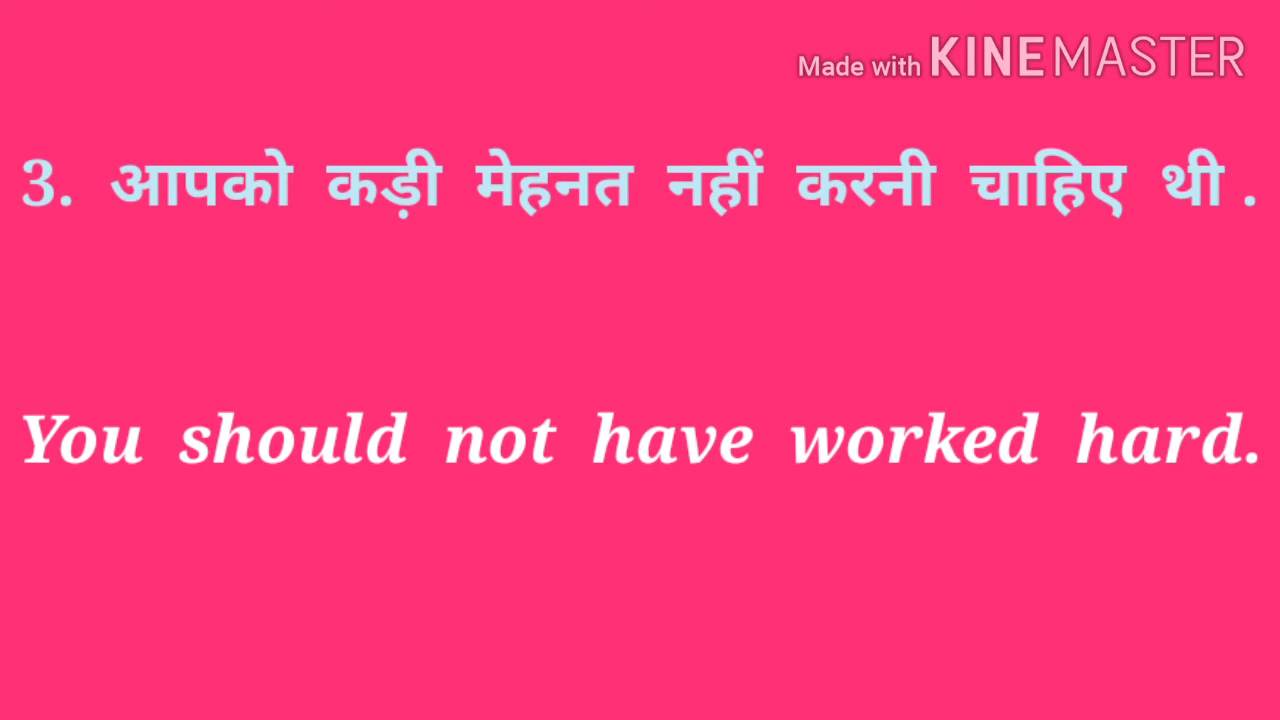 Made with KINEMASTER
3. आपको कड़ी मेहनत नहीं करनी चाहिए थी .
You should not have worked hard.